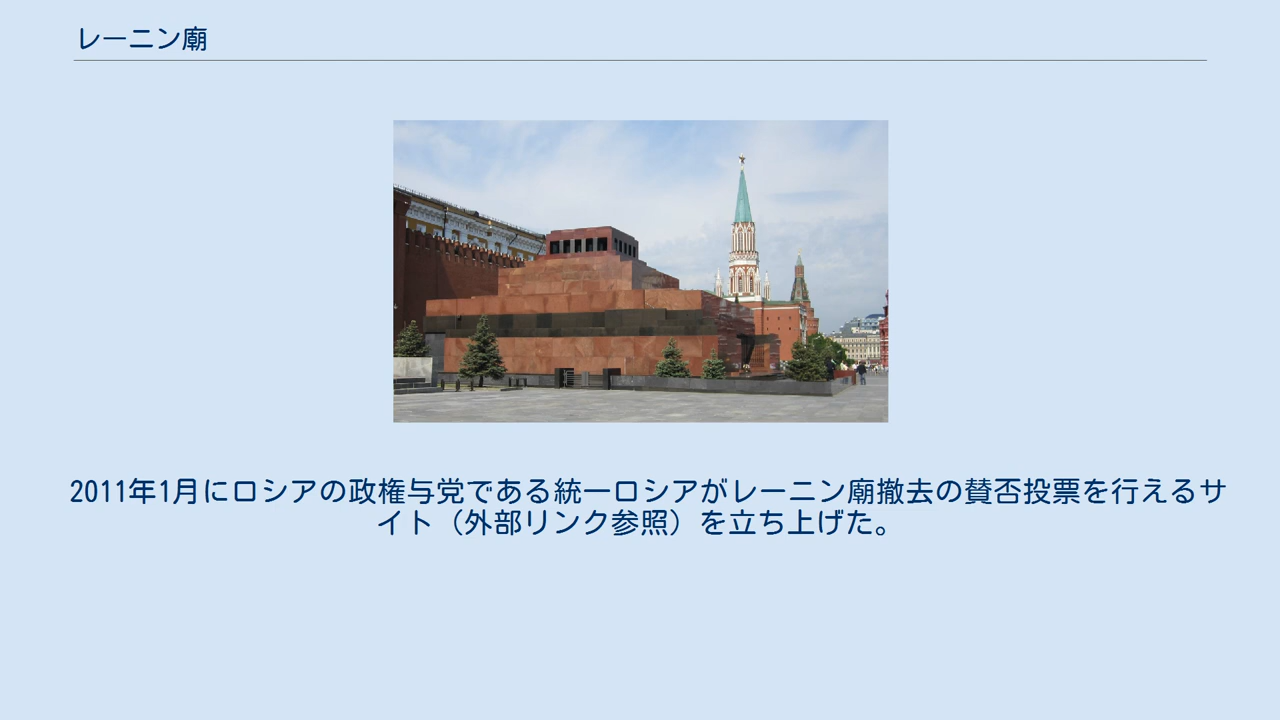 レーニン廟
2011年1月にロシアの政権与党である統一ロシアがレーニン廟撤去の賛否投票を行えるサ
イト（外部リンク参照）を立ち上げた。